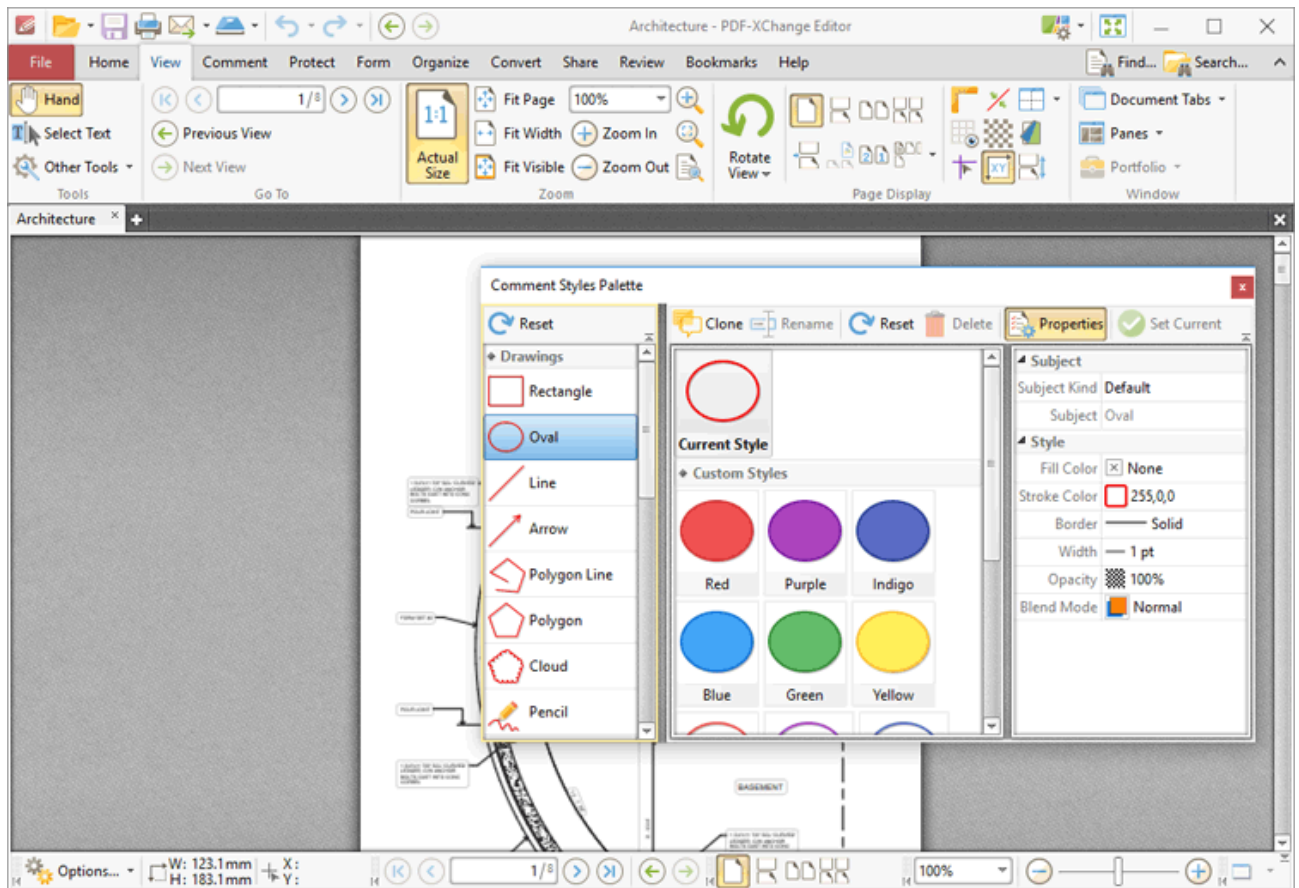 Architecture - PDF-XChange Editor
File Home View Comment Protect Form Organize Convert Share Review Bookmarks Help Find... Search...
Hand
Select Text
Other Tools
Tools
1/8
Previous View
Next View
Go To
1:1
Actual
Size
Fit Page 100%
Fit Width Zoom In
Fit Visible Zoom Out
Zoom
Rotate
View
Page Display
XY
Document Tabs
Panes
Portfolio
Window
Architecture
Comment Styles Palette
Reset
Drawings
Rectangle
Oval
Line
Arrow
Polygon Line
Polygon
Cloud
Pencil
Clone Rename Reset Delete Properties Set Current
Current Style
Custom Styles
Red Purple Indigo
Blue Green Yellow
Subject
Subject Kind Default
Subject Oval
Style
Fill Color None
Stroke Color 255,0,0
Border Solid
Width 1 pt
Opacity 100%
Blend Mode Normal
BASEMENT
Options... W: 123.1mm X:
H: 183.1mm Y:
1/8
100%